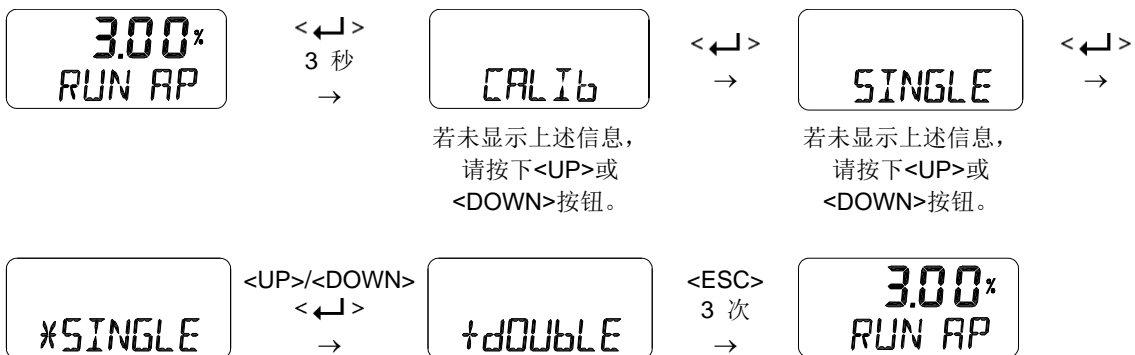 3.00%
RUN AP
<↵>
3 秒
→
CALIb
若未显示上述信息，
请按下<UP>或
<DOWN>按钮。
<↵>
→
SINGLE
若未显示上述信息，
请按下<UP>或
<DOWN>按钮。
<↵>
→
*SINGLE
<UP>/<DOWN>
<↵>
→
+dOUbLE
<ESC>
3 次
→
3.00%
RUN AP